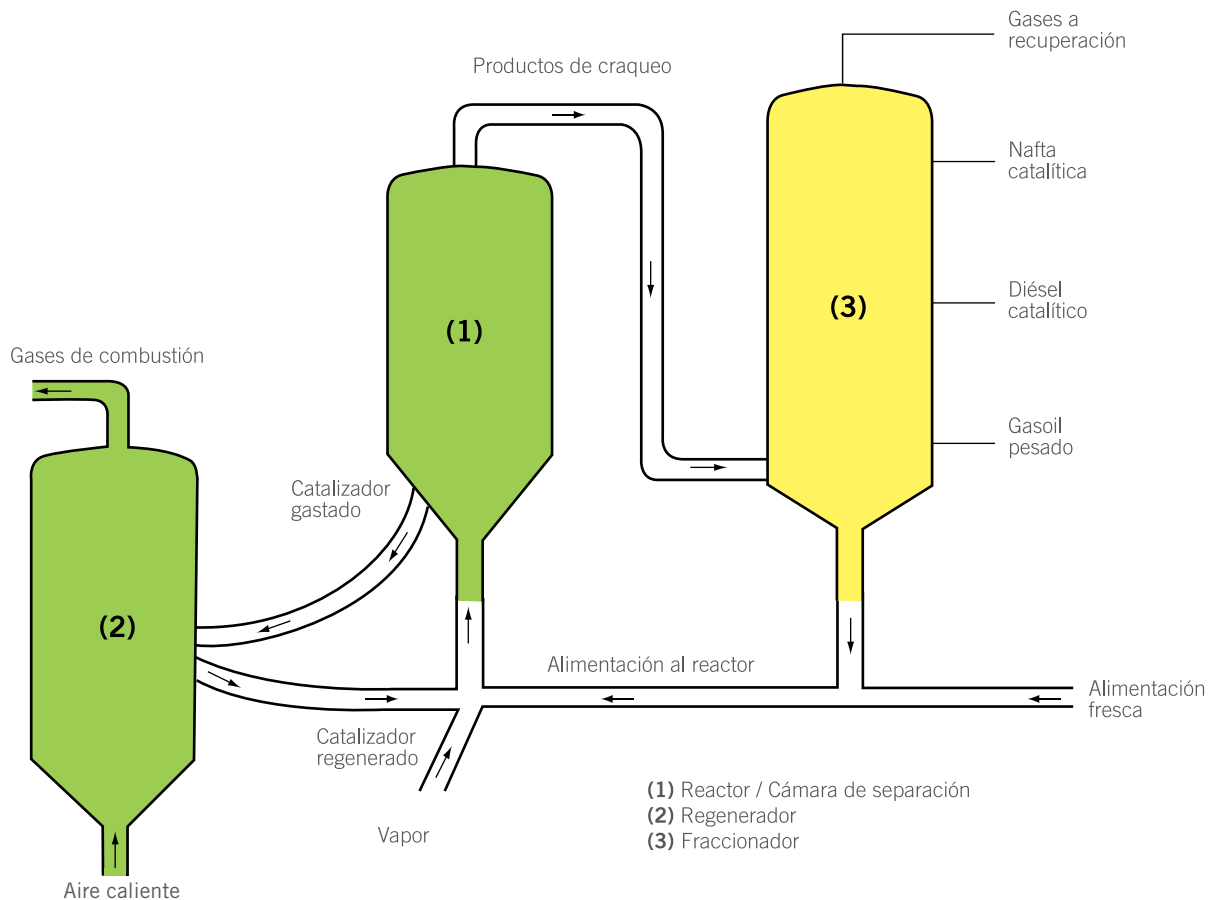 Gases a
recuperación
Productos de craqueo
Nafta
catalítica
(3)
Diésel
catalítico
(1)
Gases de combustión
Gasoil
pesado
Catalizador
gastado
(2)
Alimentación al reactor
Alimentación
fresca
Catalizador
regenerado
Vapor
(1) Reactor / Cámara de separación
(2) Regenerador
(3) Fraccionador
Aire caliente